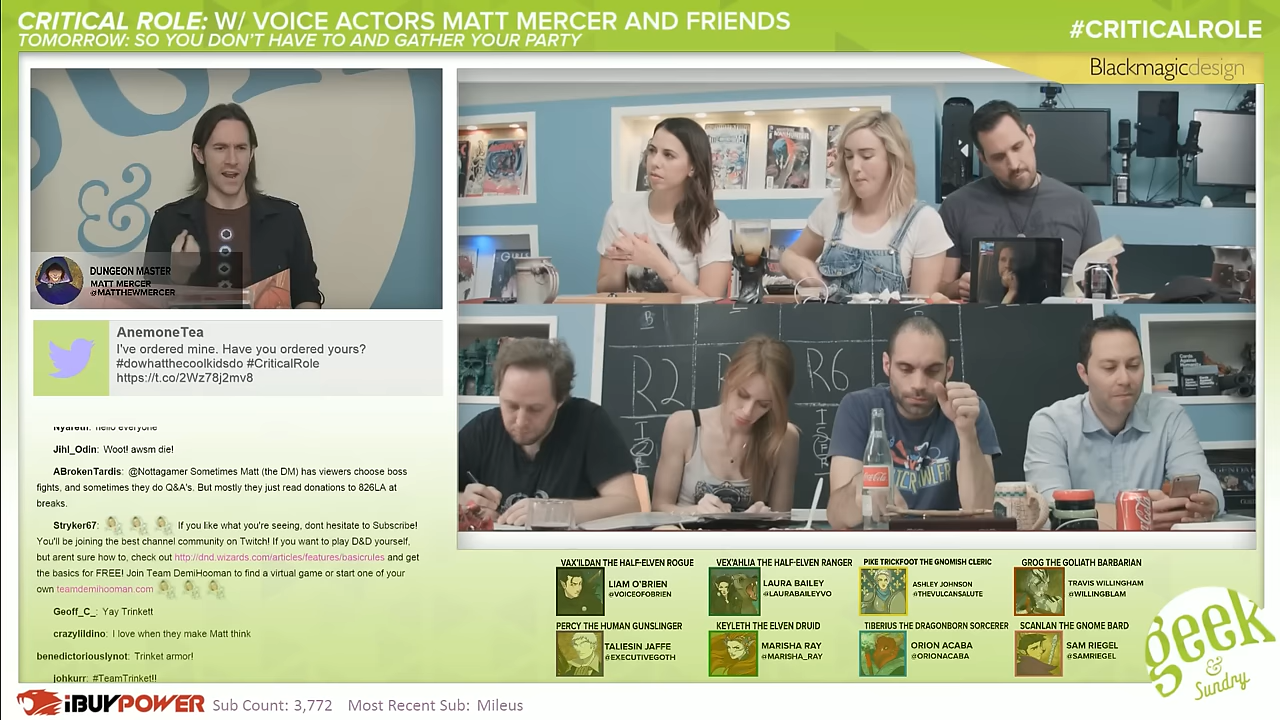 CRITICAL ROLE: W/ VOICE ACTORS MATT MERCER AND FRIENDS
TOMORROW: SO YOU DON'T HAVE TO AND GATHER YOUR PARTY
#CRITICALROLE
Blackmagicdesign
&
DUNGEON MASTER
MATT MERCER
@MATTHEWMERCER
AnemoneTea
I've ordered mine. Have you ordered yours?
#dowhatthecoolkidsdo #CriticalRole
https://t.co/2Wz78j2mv8
Nyareth: hello everyone
Jihl_Odin: Woot! awsm die!
ABrokenTardis: @Nottagamer Sometimes Matt (the DM) has viewers choose boss
fights, and sometimes they do Q&A's. But mostly they just read donations to 826LA at
breaks.
Stryker67: If you like what you're seeing, dont hesitate to Subscribe!
You'll be joining the best channel community on Twitch! If you want to play D&D yourself,
but arent sure how to, check out http://dnd.wizards.com/articles/features/basicrules and get
the basics for FREE! Join Team DemiHooman to find a virtual game or start one of your
own teamdemihooman.com
Geoff_C_: Yay Trinkett
crazylildino: I love when they make Matt think
benedictoriouslynot: Trinket armor!
johkurr: #TeamTrinket!!
R2
R6
Coca-Cola
VAX'ILDAN THE HALF-ELVEN ROGUE
LIAM O'BRIEN
@VOICEOFOBRIEN
VEX'AHLIA THE HALF-ELVEN RANGER
LAURA BAILEY
@LAURABAILEYVO
PIKE TRICKFOOT THE GNOMISH CLERIC
ASHLEY JOHNSON
@THEVULCANSALUTE
GROG THE GOLIATH BARBARIAN
TRAVIS WILLINGHAM
@WILLINGBLAM
PERCY THE HUMAN GUNSLINGER
TALIESIN JAFFE
@EXECUTIVEGOTH
KEYLETH THE ELVEN DRUID
MARISHA RAY
@MARISHA_RAY
TIBERIUS THE DRAGONBORN SORCERER
ORION ACABA
@ORIONACABA
SCANLAN THE GNOME BARD
SAM RIEGEL
@SAMRIEGEL
geek
&
Sundry
iBUYPOWER
Sub Count: 3,772 Most Recent Sub: Mileus